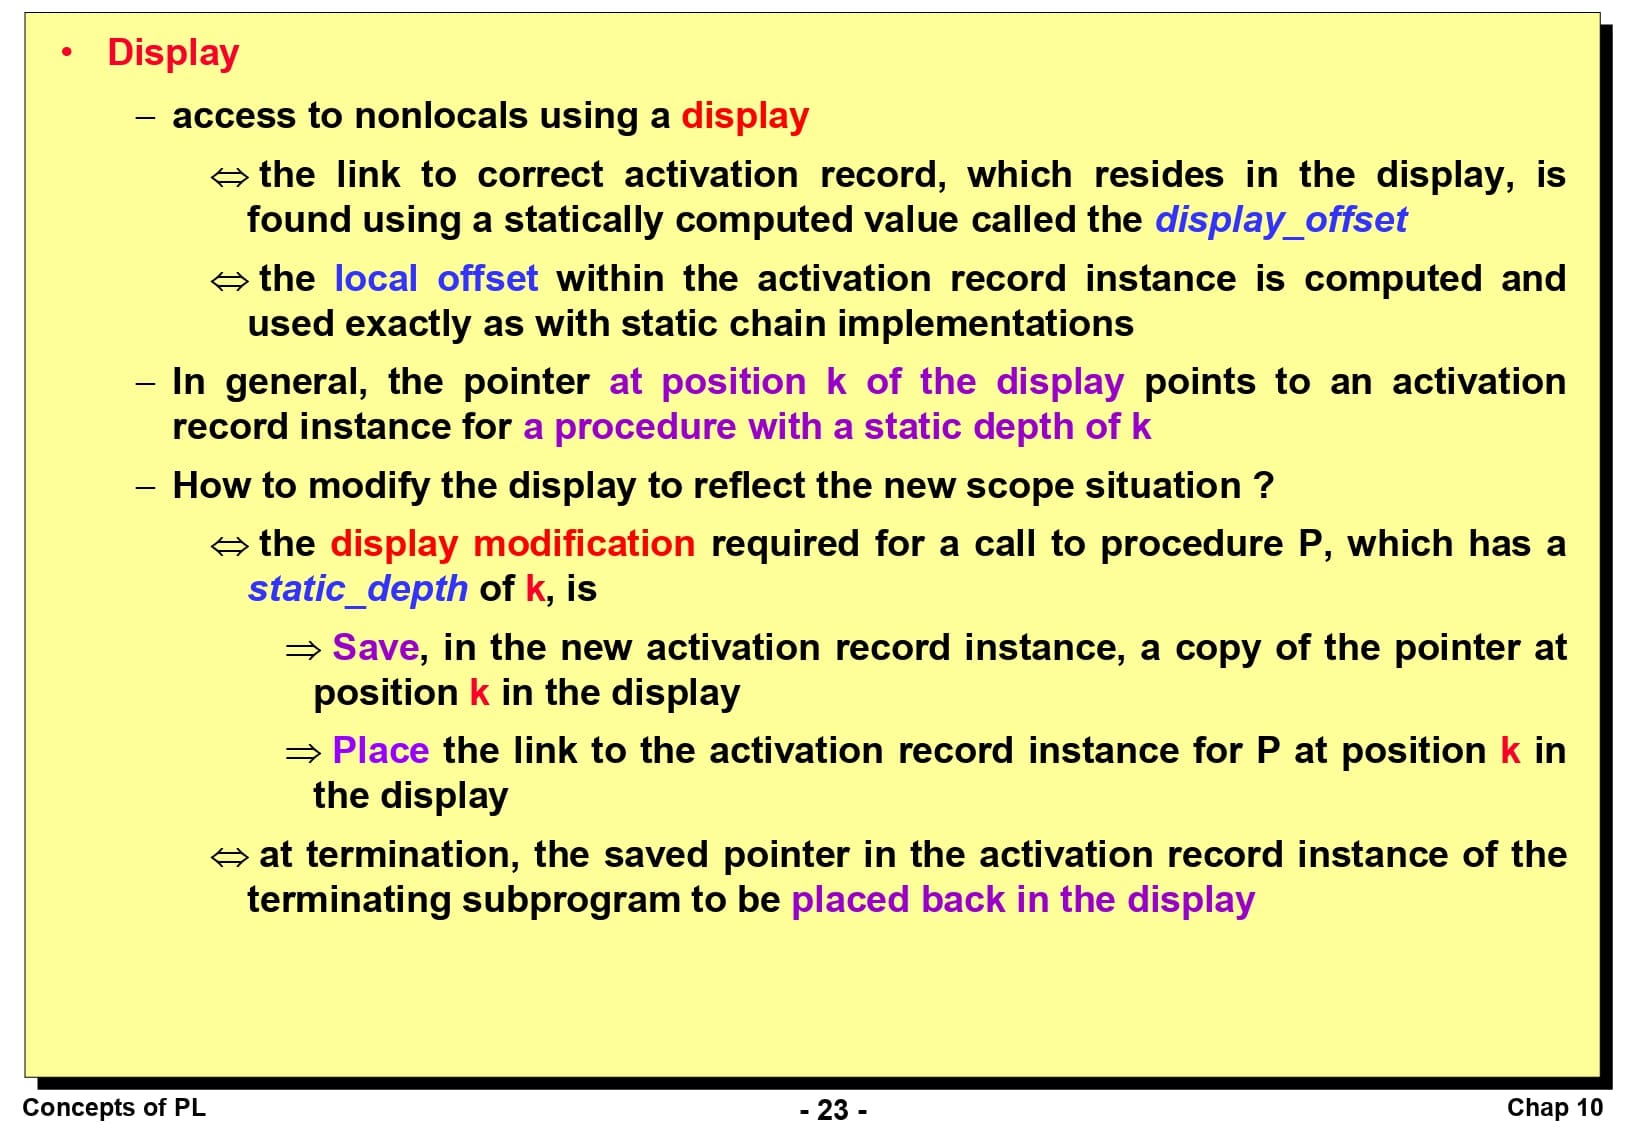 • Display
– access to nonlocals using a display
⇔ the link to correct activation record, which resides in the display, is
found using a statically computed value called the display_offset
⇔ the local offset within the activation record instance is computed and
used exactly as with static chain implementations
– In general, the pointer at position k of the display points to an activation
record instance for a procedure with a static depth of k
– How to modify the display to reflect the new scope situation ?
⇔ the display modification required for a call to procedure P, which has a
static_depth of k, is
⇒ Save, in the new activation record instance, a copy of the pointer at
position k in the display
⇒ Place the link to the activation record instance for P at position k in
the display
⇔ at termination, the saved pointer in the activation record instance of the
terminating subprogram to be placed back in the display
Concepts of PL - 23 - Chap 10